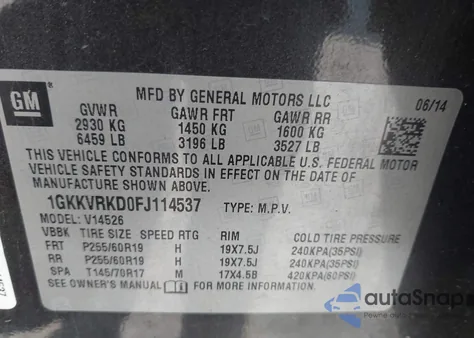 GM
MFD BY GENERAL MOTORS LLC 06/14
GVWR GAWR FRT GAWR RR
2930 KG 1450 KG 1600 KG
6459 LB 3196 LB 3527 LB
THIS VEHICLE CONFORMS TO ALL APPLICABLE U.S. FEDERAL MOTOR
VEHICLE SAFETY STANDARDS IN EFFECT ON THE DATE OF
MANUFACTURE SHOWN ABOVE.
1GKKVRKD0FJ114537 TYPE: M.P.V.
MODEL: V14526
VBBK TIRE SIZE SPEED RTG RIM COLD TIRE PRESSURE
FRT P255/60R19 H 19X7.5J 240KPA(35PSI)
RR P255/60R19 H 19X7.5J 240KPA(35PSI)
SPA T145/70R17 M 17X4.5B 420KPA(60PSI)
SEE OWNER'S MANUAL FOR MORE INFORMATION.
autoSnap